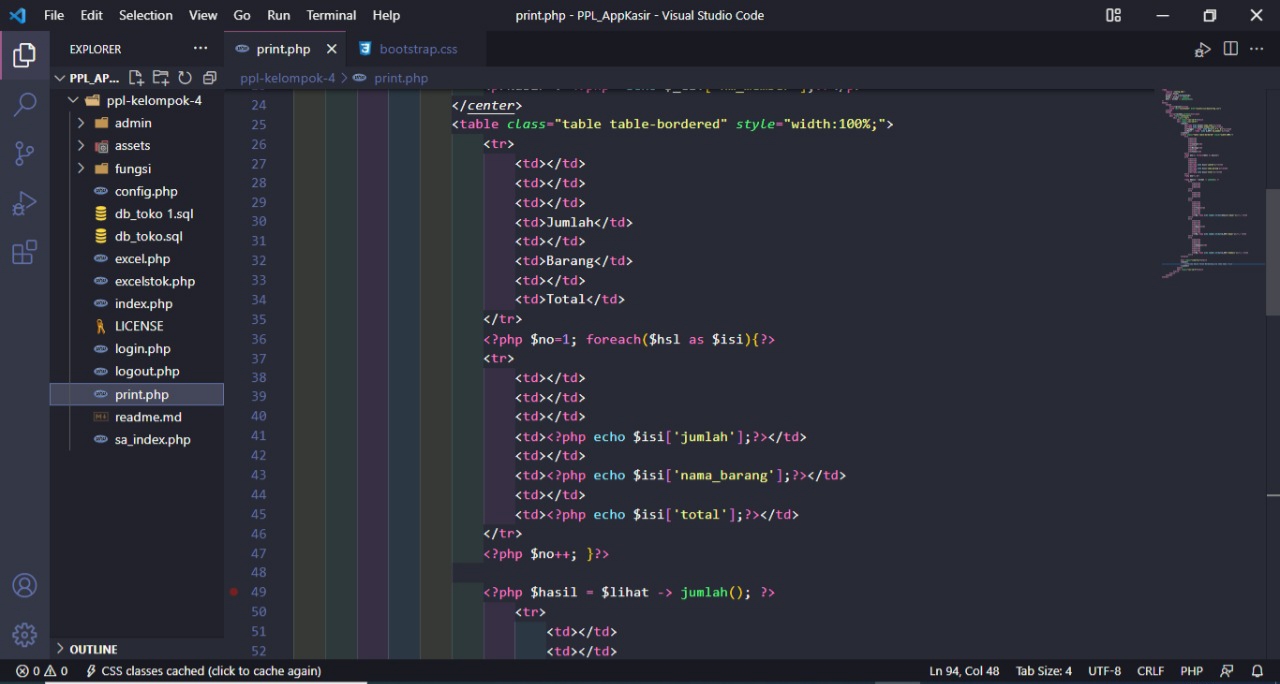 File Edit Selection View Go Run Terminal Help print.php - PPL_AppKasir - Visual Studio Code
EXPLORER
print.php
bootstrap.css
PPL_AP...
ppl-kelompok-4 > print.php
ppl-kelompok-4
admin
assets
fungsi
config.php
db_toko 1.sql
db_toko.sql
excel.php
excelstok.php
index.php
LICENSE
login.php
logout.php
print.php
readme.md
sa_index.php
OUTLINE
24 </center>
25 <table class="table table-bordered" style="width:100%;">
26 <tr>
27 <td></td>
28 <td></td>
29 <td></td>
30 <td>Jumlah</td>
31 <td></td>
32 <td>Barang</td>
33 <td></td>
34 <td>Total</td>
35 </tr>
36 <?php $no=1; foreach($hsl as $isi){?>
37 <tr>
38 <td></td>
39 <td></td>
40 <td></td>
41 <td><?php echo $isi['jumlah'];?></td>
42 <td></td>
43 <td><?php echo $isi['nama_barang'];?></td>
44 <td></td>
45 <td><?php echo $isi['total'];?></td>
46 </tr>
47 <?php $no++; }?>
48
49 <?php $hasil = $lihat -> jumlah(); ?>
50 <tr>
51 <td></td>
52 <td></td>
0 0 CSS classes cached (click to cache again) Ln 94, Col 48 Tab Size: 4 UTF-8 CRLF PHP